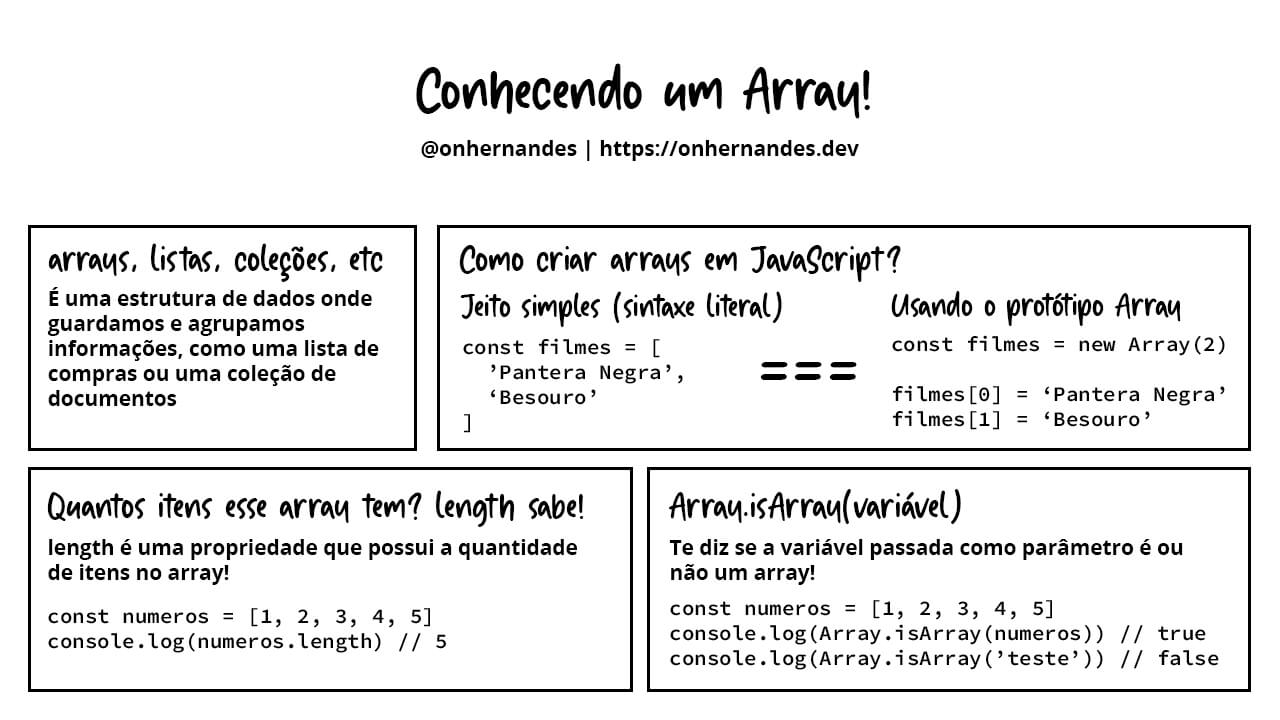 Conhecendo um Array!
@onhernandes | https://onhernandes.dev
arrays, listas, coleções, etc
É uma estrutura de dados onde
guardamos e agrupamos
informações, como uma lista de
compras ou uma coleção de
documentos
Como criar arrays em JavaScript?
Jeito simples (sintaxe literal)
const filmes = [
  ’Pantera Negra’,
  ‘Besouro’
]
===
Usando o protótipo Array
const filmes = new Array(2)
filmes[0] = ‘Pantera Negra’
filmes[1] = ‘Besouro’
Quantos itens esse array tem? length sabe!
length é uma propriedade que possui a quantidade
de itens no array!
const numeros = [1, 2, 3, 4, 5]
console.log(numeros.length) // 5
Array.isArray(variável)
Te diz se a variável passada como parâmetro é ou
não um array!
const numeros = [1, 2, 3, 4, 5]
console.log(Array.isArray(numeros)) // true
console.log(Array.isArray(’teste’)) // false